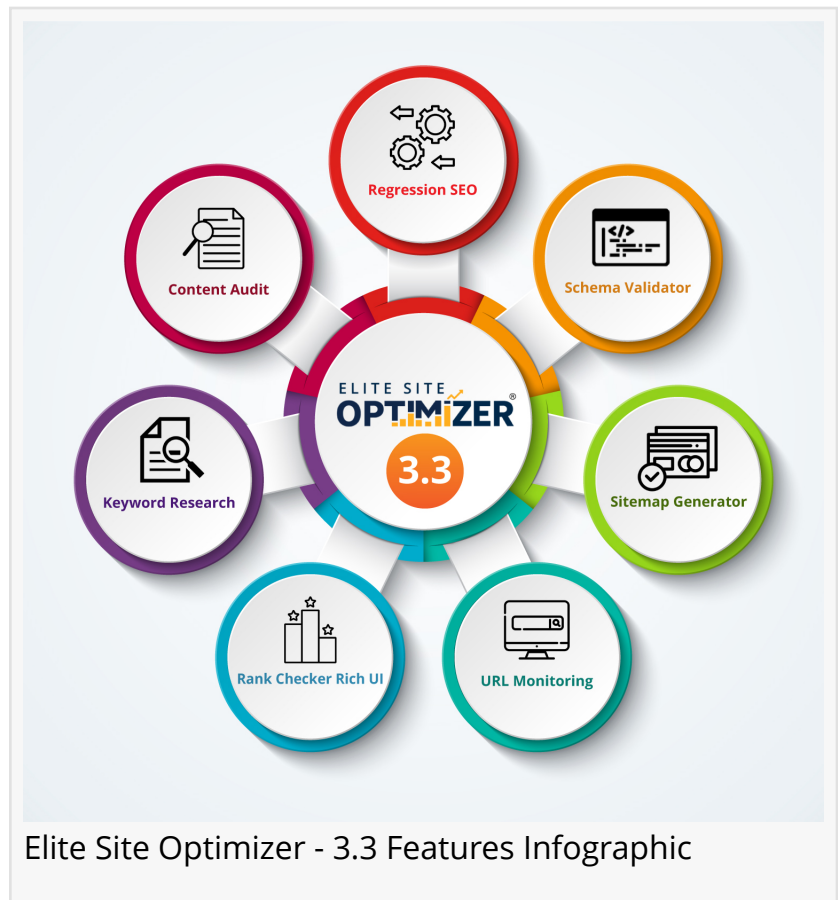 Regression SEO
Content Audit
Schema Validator
ELITE SITE
OPTIMIZER®
3.3
Keyword Research
Sitemap Generator
Rank Checker Rich UI
URL Monitoring
</>
Elite Site Optimizer - 3.3 Features Infographic